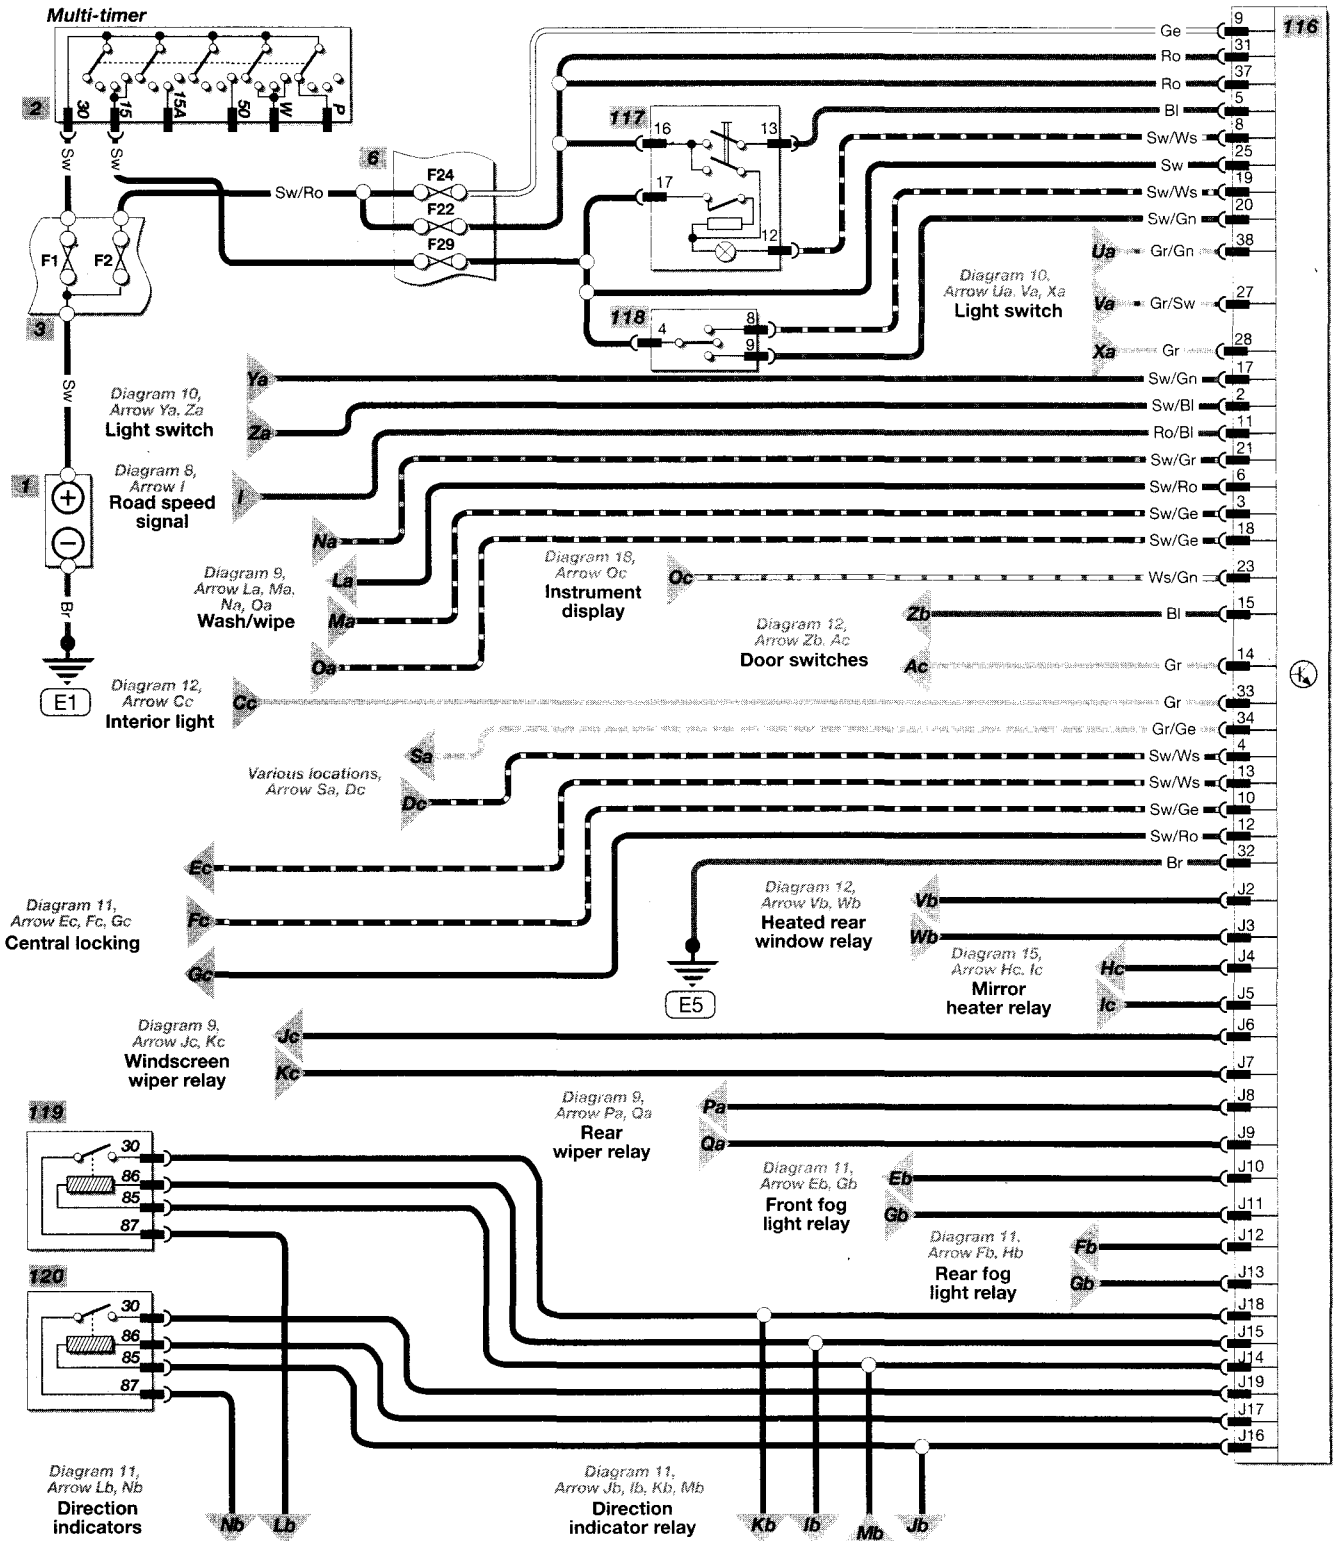 Multi-timer
2
30
15
15A
50
W
P
Sw
Sw
Sw/Ro
6
F24
F22
F29
F1
F2
3
Sw
1
Br
E1
117
16
13
17
12
118
4
8
9
116
Ge
9
Ro
31
Ro
37
Bl
5
Sw/Ws
8
Sw
25
Sw/Ws
19
Sw/Gn
20
Diagram 10,
Arrow Ua. Va, Xa
Light switch
Ua
Gr/Gn
38
Va
Gr/Sw
27
Xa
Gr
28
Diagram 10,
Arrow Ya. Za
Light switch
Ya
Sw/Gn
17
Za
Sw/Bl
2
Diagram 8,
Arrow I
Road speed
signal
I
Ro/Bl
11
Na
Sw/Gr
21
La
Sw/Ro
6
Ma
Sw/Ge
3
Oa
Sw/Ge
18
Diagram 9,
Arrow La, Ma.
Na, Oa
Wash/wipe
Diagram 18,
Arrow Oc
Instrument
display
Oc
Ws/Gn
23
Diagram 12,
Arrow Zb. Ac
Door switches
Zb
Bl
15
Ac
Gr
14
Diagram 12,
Arrow Cc
Interior light
Cc
Gr
33
Gr/Ge
34
Various locations,
Arrow Sa, Dc
Sa
Dc
Sw/Ws
4
Sw/Ws
13
Sw/Ge
10
Sw/Ro
12
Br
32
Diagram 11,
Arrow Ec, Fc, Gc
Central locking
Ec
Fc
Gc
E5
Diagram 12,
Arrow Vb, Wb
Heated rear
window relay
Vb
J2
Wb
J3
Diagram 15,
Arrow Hc. Ic
Mirror
heater relay
Hc
J4
Ic
J5
Diagram 9.
Arrow Jc, Kc
Windscreen
wiper relay
Jc
J6
Kc
J7
Diagram 9,
Arrow Pa, Qa
Rear
wiper relay
Pa
J8
Qa
J9
Diagram 11,
Arrow Eb, Gb
Front fog
light relay
Eb
J10
Gb
J11
Diagram 11.
Arrow Fb, Hb
Rear fog
light relay
Fb
J12
Gb
J13
119
30
86
85
87
120
30
86
85
87
J18
J15
J14
J19
J17
J16
Diagram 11,
Arrow Lb, Nb
Direction
indicators
Nb
Lb
Diagram 11,
Arrow Jb, Ib, Kb, Mb
Direction
indicator relay
Kb
Ib
Mb
Jb